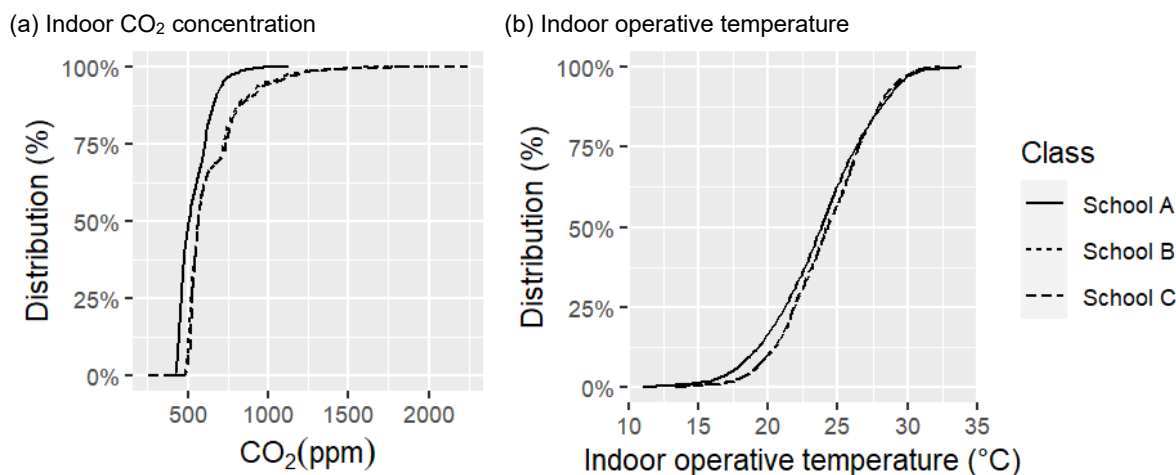 (a) Indoor CO₂ concentration
(b) Indoor operative temperature
100%
75%
50%
25%
0%
Distribution (%)
500
1000
1500
2000
CO₂(ppm)
100%
75%
50%
25%
0%
Distribution (%)
10
15
20
25
30
35
Indoor operative temperature (°C)
Class
School A
School B
School C